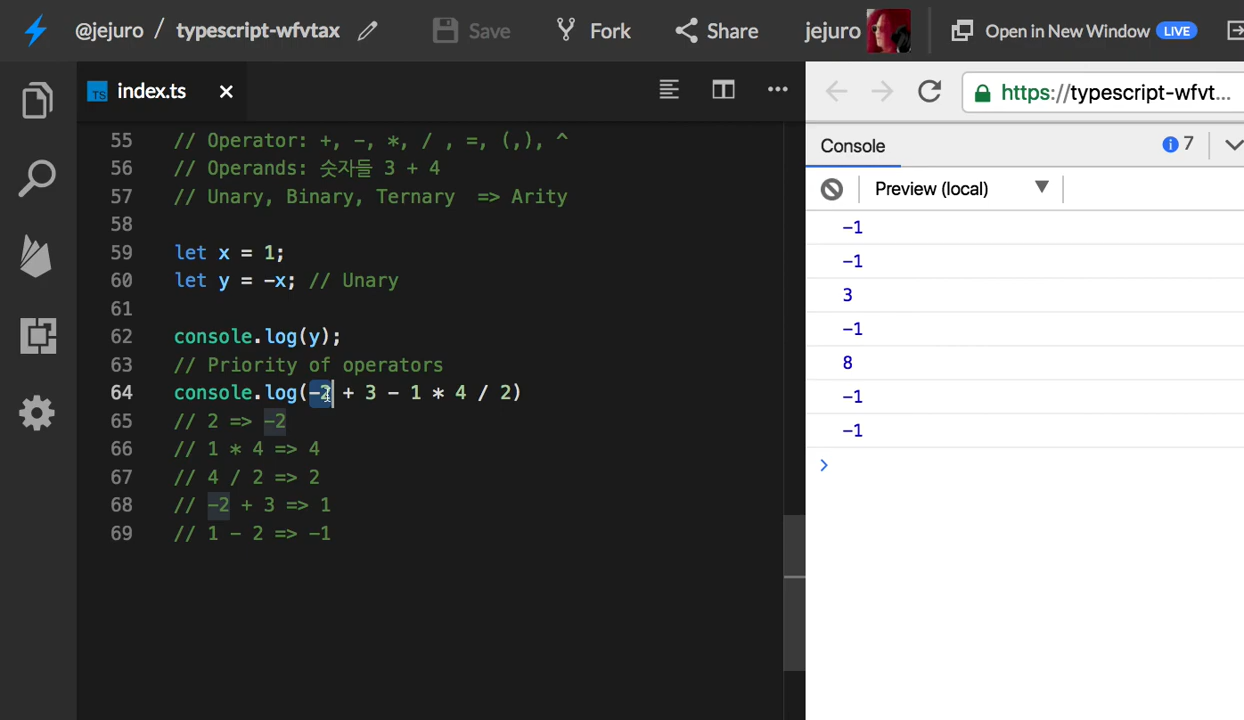 @jejuro / typescript-wfvtax Save Fork Share jejuro Open in New Window LIVE
TS index.ts ×
https://typescript-wfvt...
Console 7
Preview (local)
55 // Operator: +, -, *, / , =, (,), ^
56 // Operands: 숫자들 3 + 4
57 // Unary, Binary, Ternary => Arity
58
59 let x = 1;
60 let y = -x; // Unary
61
62 console.log(y);
63 // Priority of operators
64 console.log(-2 + 3 - 1 * 4 / 2)
65 // 2 => -2
66 // 1 * 4 => 4
67 // 4 / 2 => 2
68 // -2 + 3 => 1
69 // 1 - 2 => -1
-1
-1
3
-1
8
-1
-1
>